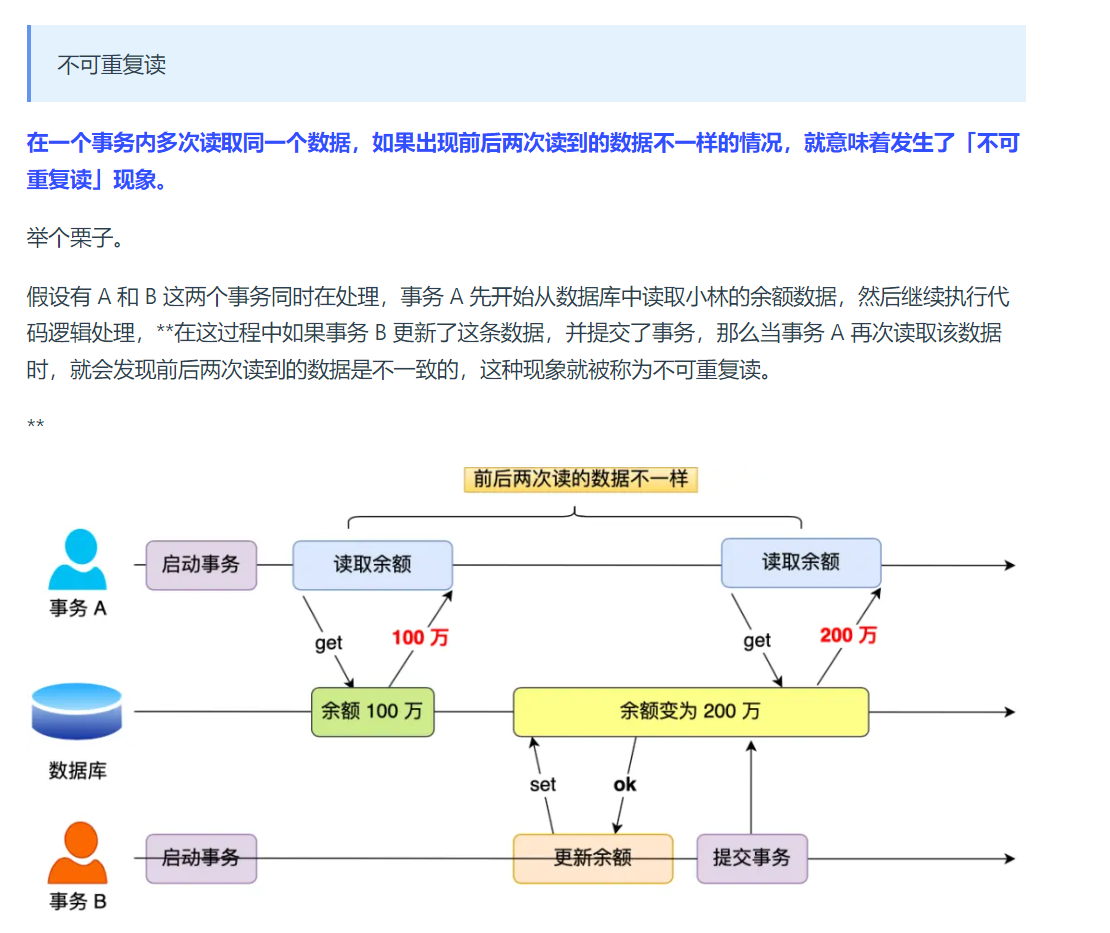 不可重复读
在一个事务内多次读取同一个数据，如果出现前后两次读到的数据不一样的情况，就意味着发生了「不可
重复读」现象。
举个栗子。
假设有 A 和 B 这两个事务同时在处理，事务 A 先开始从数据库中读取小林的余额数据，然后继续执行代
码逻辑处理，**在这过程中如果事务 B 更新了这条数据，并提交了事务，那么当事务 A 再次读取该数据
时，就会发现前后两次读到的数据是不一致的，这种现象就被称为不可重复读。
**
前后两次读的数据不一样
启动事务
读取余额
读取余额
事务 A
get
100 万
get
200 万
余额 100 万
余额变为 200 万
数据库
set
ok
启动事务
更新余额
提交事务
事务 B